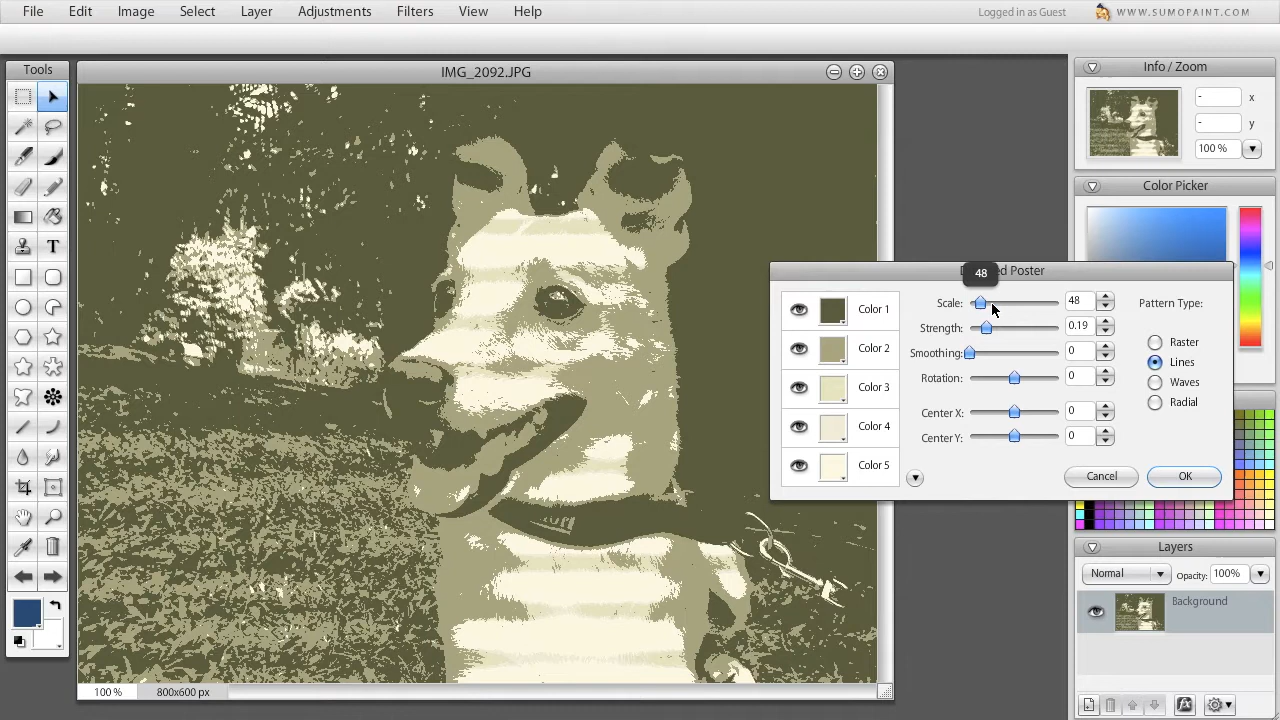 File Edit Image Select Layer Adjustments Filters View Help
Logged in as Guest
WWW.SUMOPAINT.COM
Tools
IMG_2092.JPG
100 %
800x600 px
Info / Zoom
- x
- y
100 %
Color Picker
48
Poster
Color 1
Color 2
Color 3
Color 4
Color 5
Scale: 48
Strength: 0.19
Smoothing: 0
Rotation: 0
Center X: 0
Center Y: 0
Pattern Type:
Raster
Lines
Waves
Radial
Cancel
OK
Layers
Normal
Opacity: 100%
Background